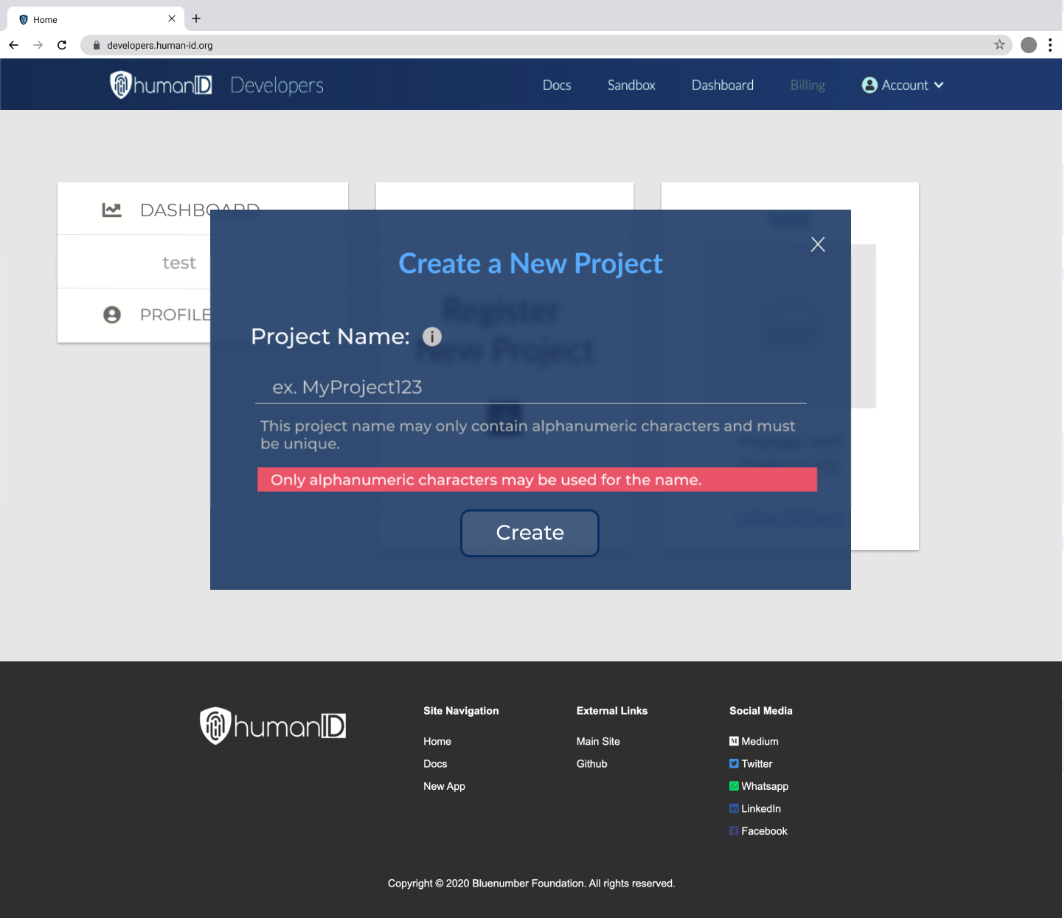 Home
developers.human-id.org
humanID Developers
Docs
Sandbox
Dashboard
Billing
Account
DASHBOARD
test
PROFILE
test
Create a New Project
Register
New Project
Project Name:
ex. MyProject123
This project name may only contain alphanumeric characters and must
be unique.
Only alphanumeric characters may be used for the name.
Create
humanID
Site Navigation
Home
Docs
New App
External Links
Main Site
Github
Social Media
Medium
Twitter
Whatsapp
LinkedIn
Facebook
Copyright © 2020 Bluenumber Foundation. All rights reserved.